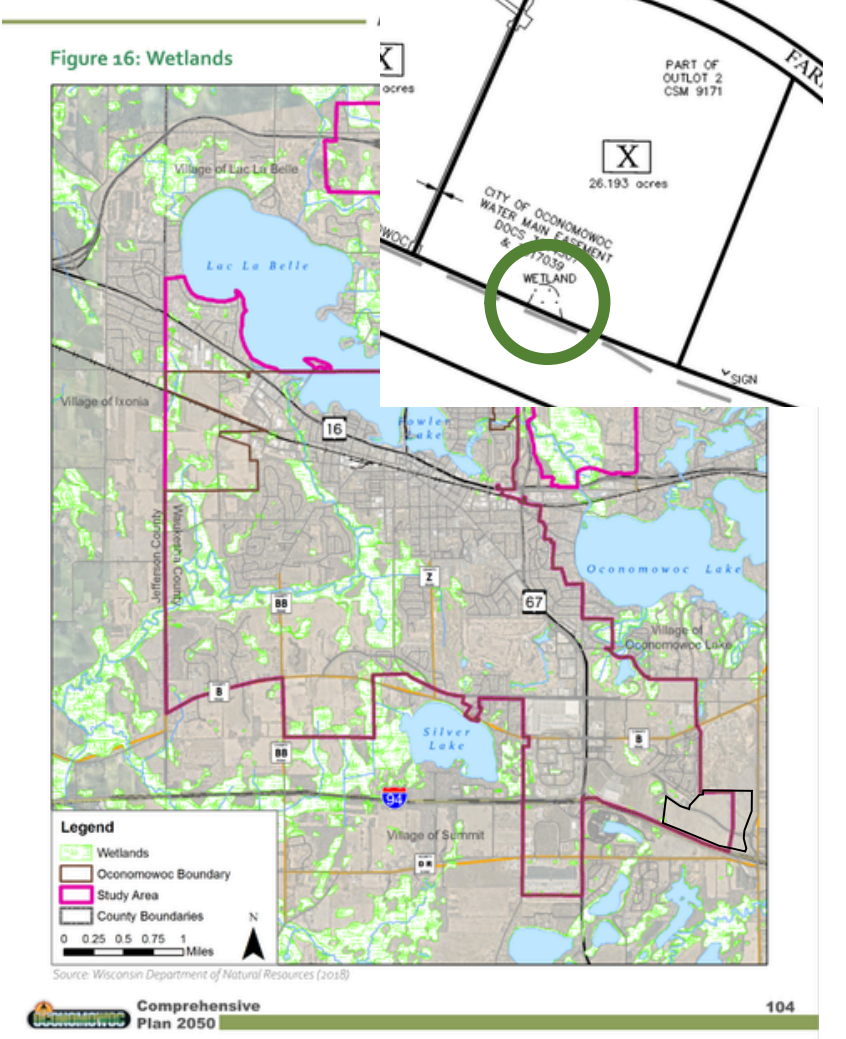 Figure 16: Wetlands
X
acres
PART OF
OUTLOT 2
CSM 9171
X
26.193 acres
CITY OF OCONOMOWOC
WATER MAIN EASEMENT
DOCS
&
17039
WETLAND
SIGN
Village of Lac La Belle
Lac La Belle
Village of Ixonia
16
Fowler
Lake
Jefferson County
Waukesha County
Z
BB
67
Oconomowoc Lake
Village of
Oconomowoc Lake
B
Silver
Lake
B
BB
94
Village of Summit
DR
Legend
Wetlands
Oconomowoc Boundary
Study Area
County Boundaries
0 0.25 0.5 0.75 1
Miles
N
Source: Wisconsin Department of Natural Resources (2018)
OCONOMOWOC
Comprehensive
Plan 2050
104